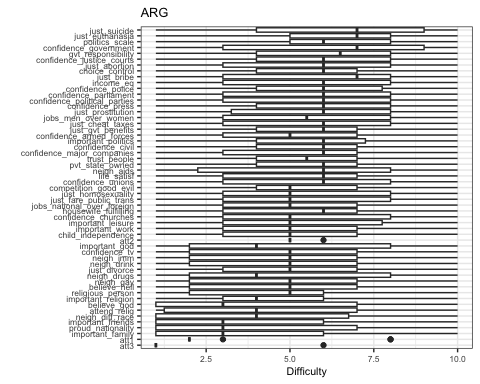 ARG
just_suicide
just_euthanasia
politics_scale
confidence_government
gvt_responsibility
confidence_justice_courts
just_abortion
choice_control
just_bribe
income_eq
confidence_police
confidence_parliament
confidence_political_parties
confidence_press
just_prostitution
jobs_men_over_women
just_cheat_taxes
just_gvt_benefits
confidence_armed_forces
important_politics
confidence_civil
confidence_major_companies
trust_people
pvt_state_owned
neigh_aids
life_satisf
confidence_unions
competition_good_evil
just_homosexuality
just_fare_public_trans
jobs_national_over_foreign
housewife_fulfilling
confidence_churches
important_leisure
important_work
child_independence
att2
important_god
confidence_tv
neigh_imm
neigh_drink
just_divorce
neigh_drugs
neigh_gay
believe_hell
religious_person
important_religion
believe_god
attend_relig
neigh_diff_race
important_friends
proud_nationality
important_family
att1
att3
2.5 5.0 7.5 10.0
Difficulty